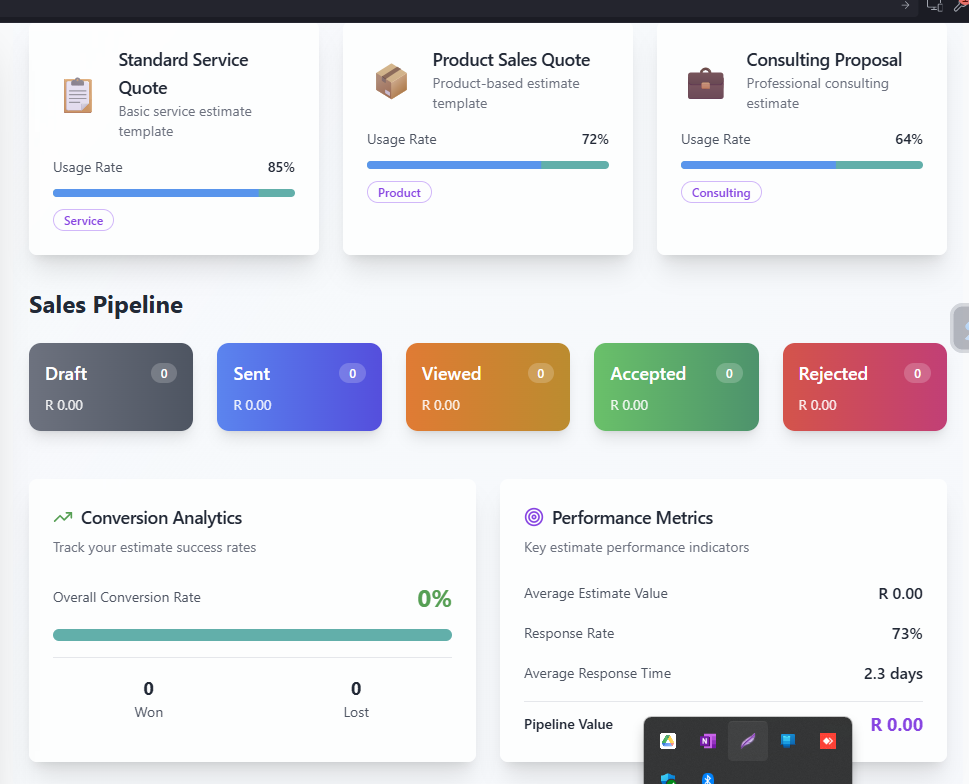 Standard Service
Quote
Basic service estimate
template
Usage Rate 85%
Service
Product Sales Quote
Product-based estimate
template
Usage Rate 72%
Product
Consulting Proposal
Professional consulting
estimate
Usage Rate 64%
Consulting
Sales Pipeline
Draft 0
R 0.00
Sent 0
R 0.00
Viewed 0
R 0.00
Accepted 0
R 0.00
Rejected 0
R 0.00
Conversion Analytics
Track your estimate success rates
Overall Conversion Rate 0%
0 0
Won Lost
Performance Metrics
Key estimate performance indicators
Average Estimate Value R 0.00
Response Rate 73%
Average Response Time 2.3 days
Pipeline Value R 0.00
N